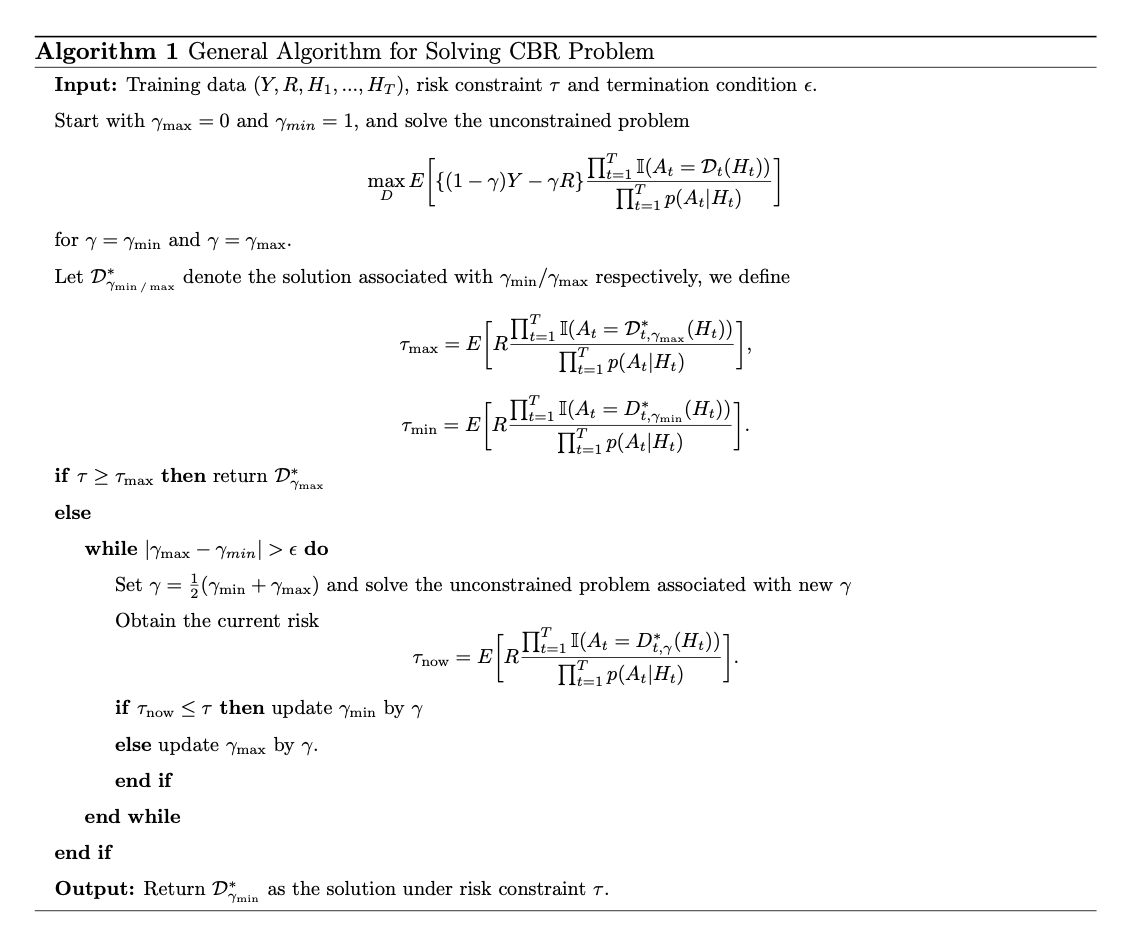 Algorithm 1 General Algorithm for Solving CBR Problem
Input: Training data $(Y, R, H_1, ..., H_T)$, risk constraint $\tau$ and termination condition $\epsilon$.
Start with $\gamma_{\max} = 0$ and $\gamma_{min} = 1$, and solve the unconstrained problem
$\max_{D} E\left[\{(1-\gamma)Y - \gamma R\}\frac{\prod_{t=1}^{T}\mathbb{I}(A_t = \mathcal{D}_t(H_t))}{\prod_{t=1}^{T}p(A_t|H_t)}\right]$
for $\gamma = \gamma_{\min}$ and $\gamma = \gamma_{\max}$.
Let $\mathcal{D}^*_{\gamma_{\min/\max}}$ denote the solution associated with $\gamma_{\min}/\gamma_{\max}$ respectively, we define
$\tau_{\max} = E\left[R\frac{\prod_{t=1}^{T}\mathbb{I}(A_t = \mathcal{D}^*_{t,\gamma_{\max}}(H_t))}{\prod_{t=1}^{T}p(A_t|H_t)}\right],$
$\tau_{\min} = E\left[R\frac{\prod_{t=1}^{T}\mathbb{I}(A_t = D^*_{t,\gamma_{\min}}(H_t))}{\prod_{t=1}^{T}p(A_t|H_t)}\right].$
if $\tau \geq \tau_{\max}$ then return $\mathcal{D}^*_{\gamma_{\max}}$
else
while $|\gamma_{\max} - \gamma_{min}| > \epsilon$ do
Set $\gamma = \frac{1}{2}(\gamma_{\min} + \gamma_{\max})$ and solve the unconstrained problem associated with new $\gamma$
Obtain the current risk
$\tau_{\text{now}} = E\left[R\frac{\prod_{t=1}^{T}\mathbb{I}(A_t = D^*_{t,\gamma}(H_t))}{\prod_{t=1}^{T}p(A_t|H_t)}\right].$
if $\tau_{\text{now}} \leq \tau$ then update $\gamma_{\min}$ by $\gamma$
else update $\gamma_{\max}$ by $\gamma$.
end if
end while
end if
Output: Return $\mathcal{D}^*_{\gamma_{\min}}$ as the solution under risk constraint $\tau$.